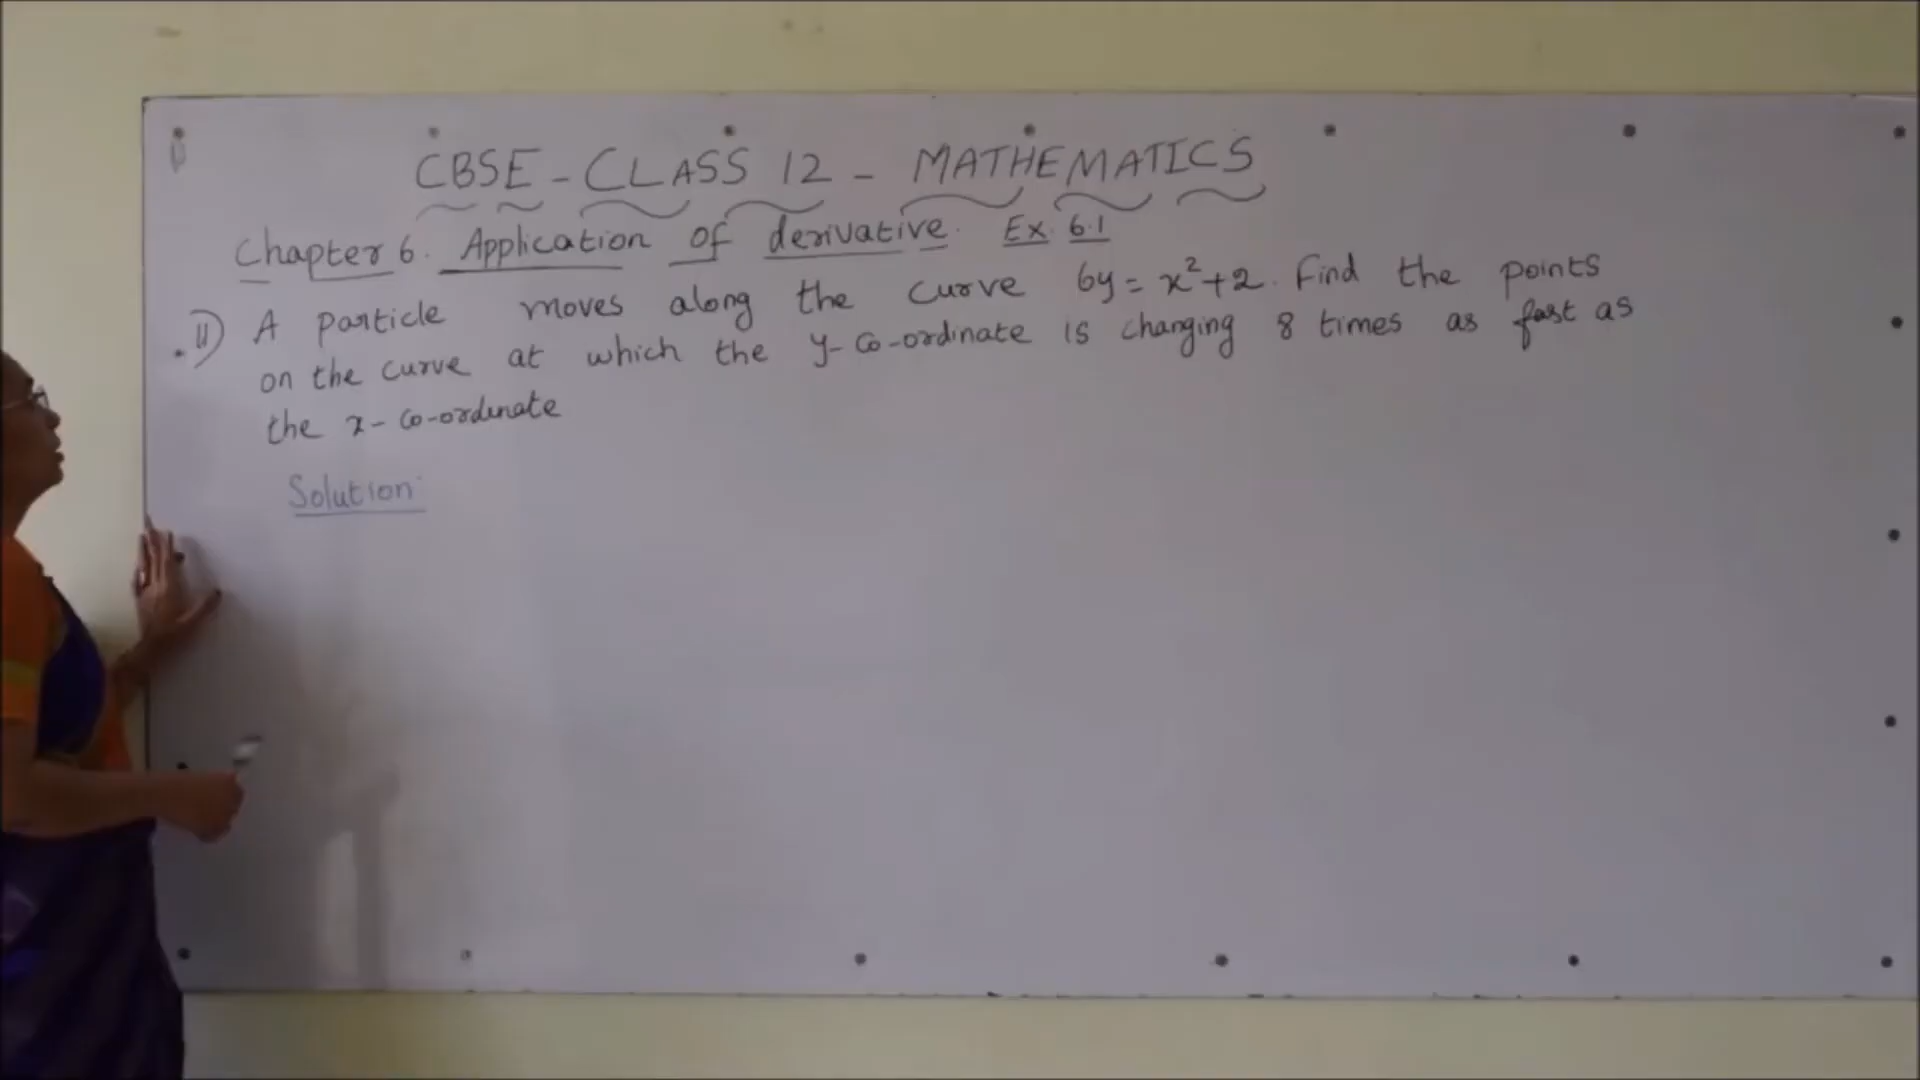 CBSE - CLASS 12 - MATHEMATICS
Chapter 6. Application of derivative. Ex. 6.1
11) A particle moves along the curve 6y = x²+2. Find the points
on the curve at which the y-co-ordinate is changing 8 times as fast as
the x-co-ordinate
Solution: